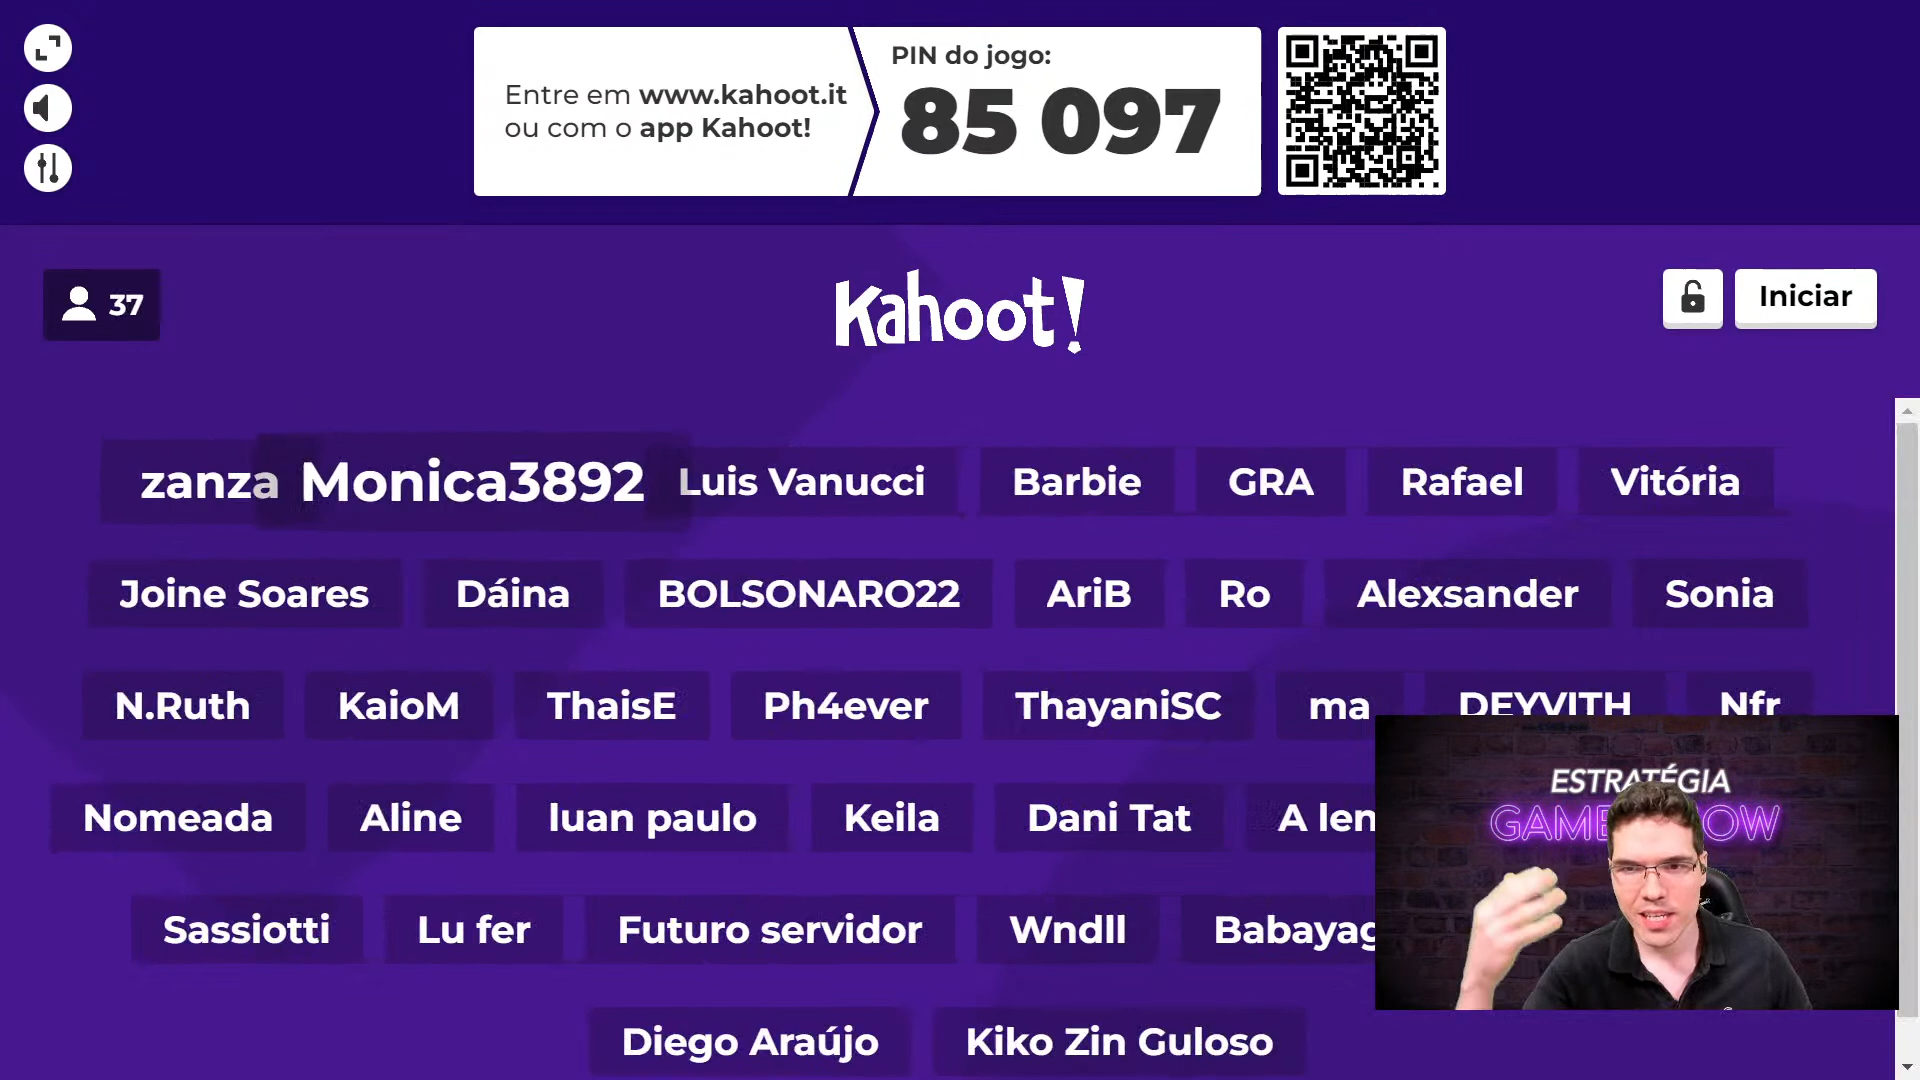 Entre em www.kahoot.it
ou com o app Kahoot!
PIN do jogo:
85 097
37
Kahoot!
Iniciar
zanza Monica3892 Luis Vanucci Barbie GRA Rafael Vitória
Joine Soares Dáina BOLSONARO22 AriB Ro Alexsander Sonia
N.Ruth KaioM ThaisE Ph4ever ThayaniSC ma DEYVITH Nfr
Nomeada Aline luan paulo Keila Dani Tat A len
Sassiotti Lu fer Futuro servidor Wndll Babayag
Diego Araújo Kiko Zin Guloso
ESTRATÉGIA